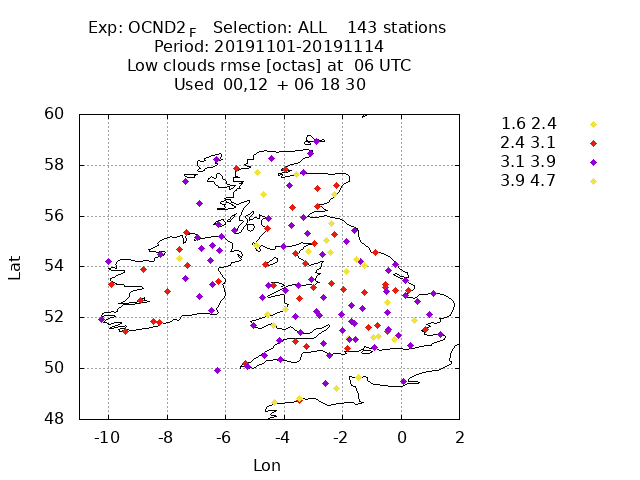 Exp: OCND2 F Selection: ALL 143 stations
Period: 20191101-20191114
Low clouds rmse [octas] at 06 UTC
Used 00,12 + 06 18 30
1.6 2.4
2.4 3.1
3.1 3.9
3.9 4.7
60
58
56
54
52
50
48
Lat
-10 -8 -6 -4 -2 0 2
Lon